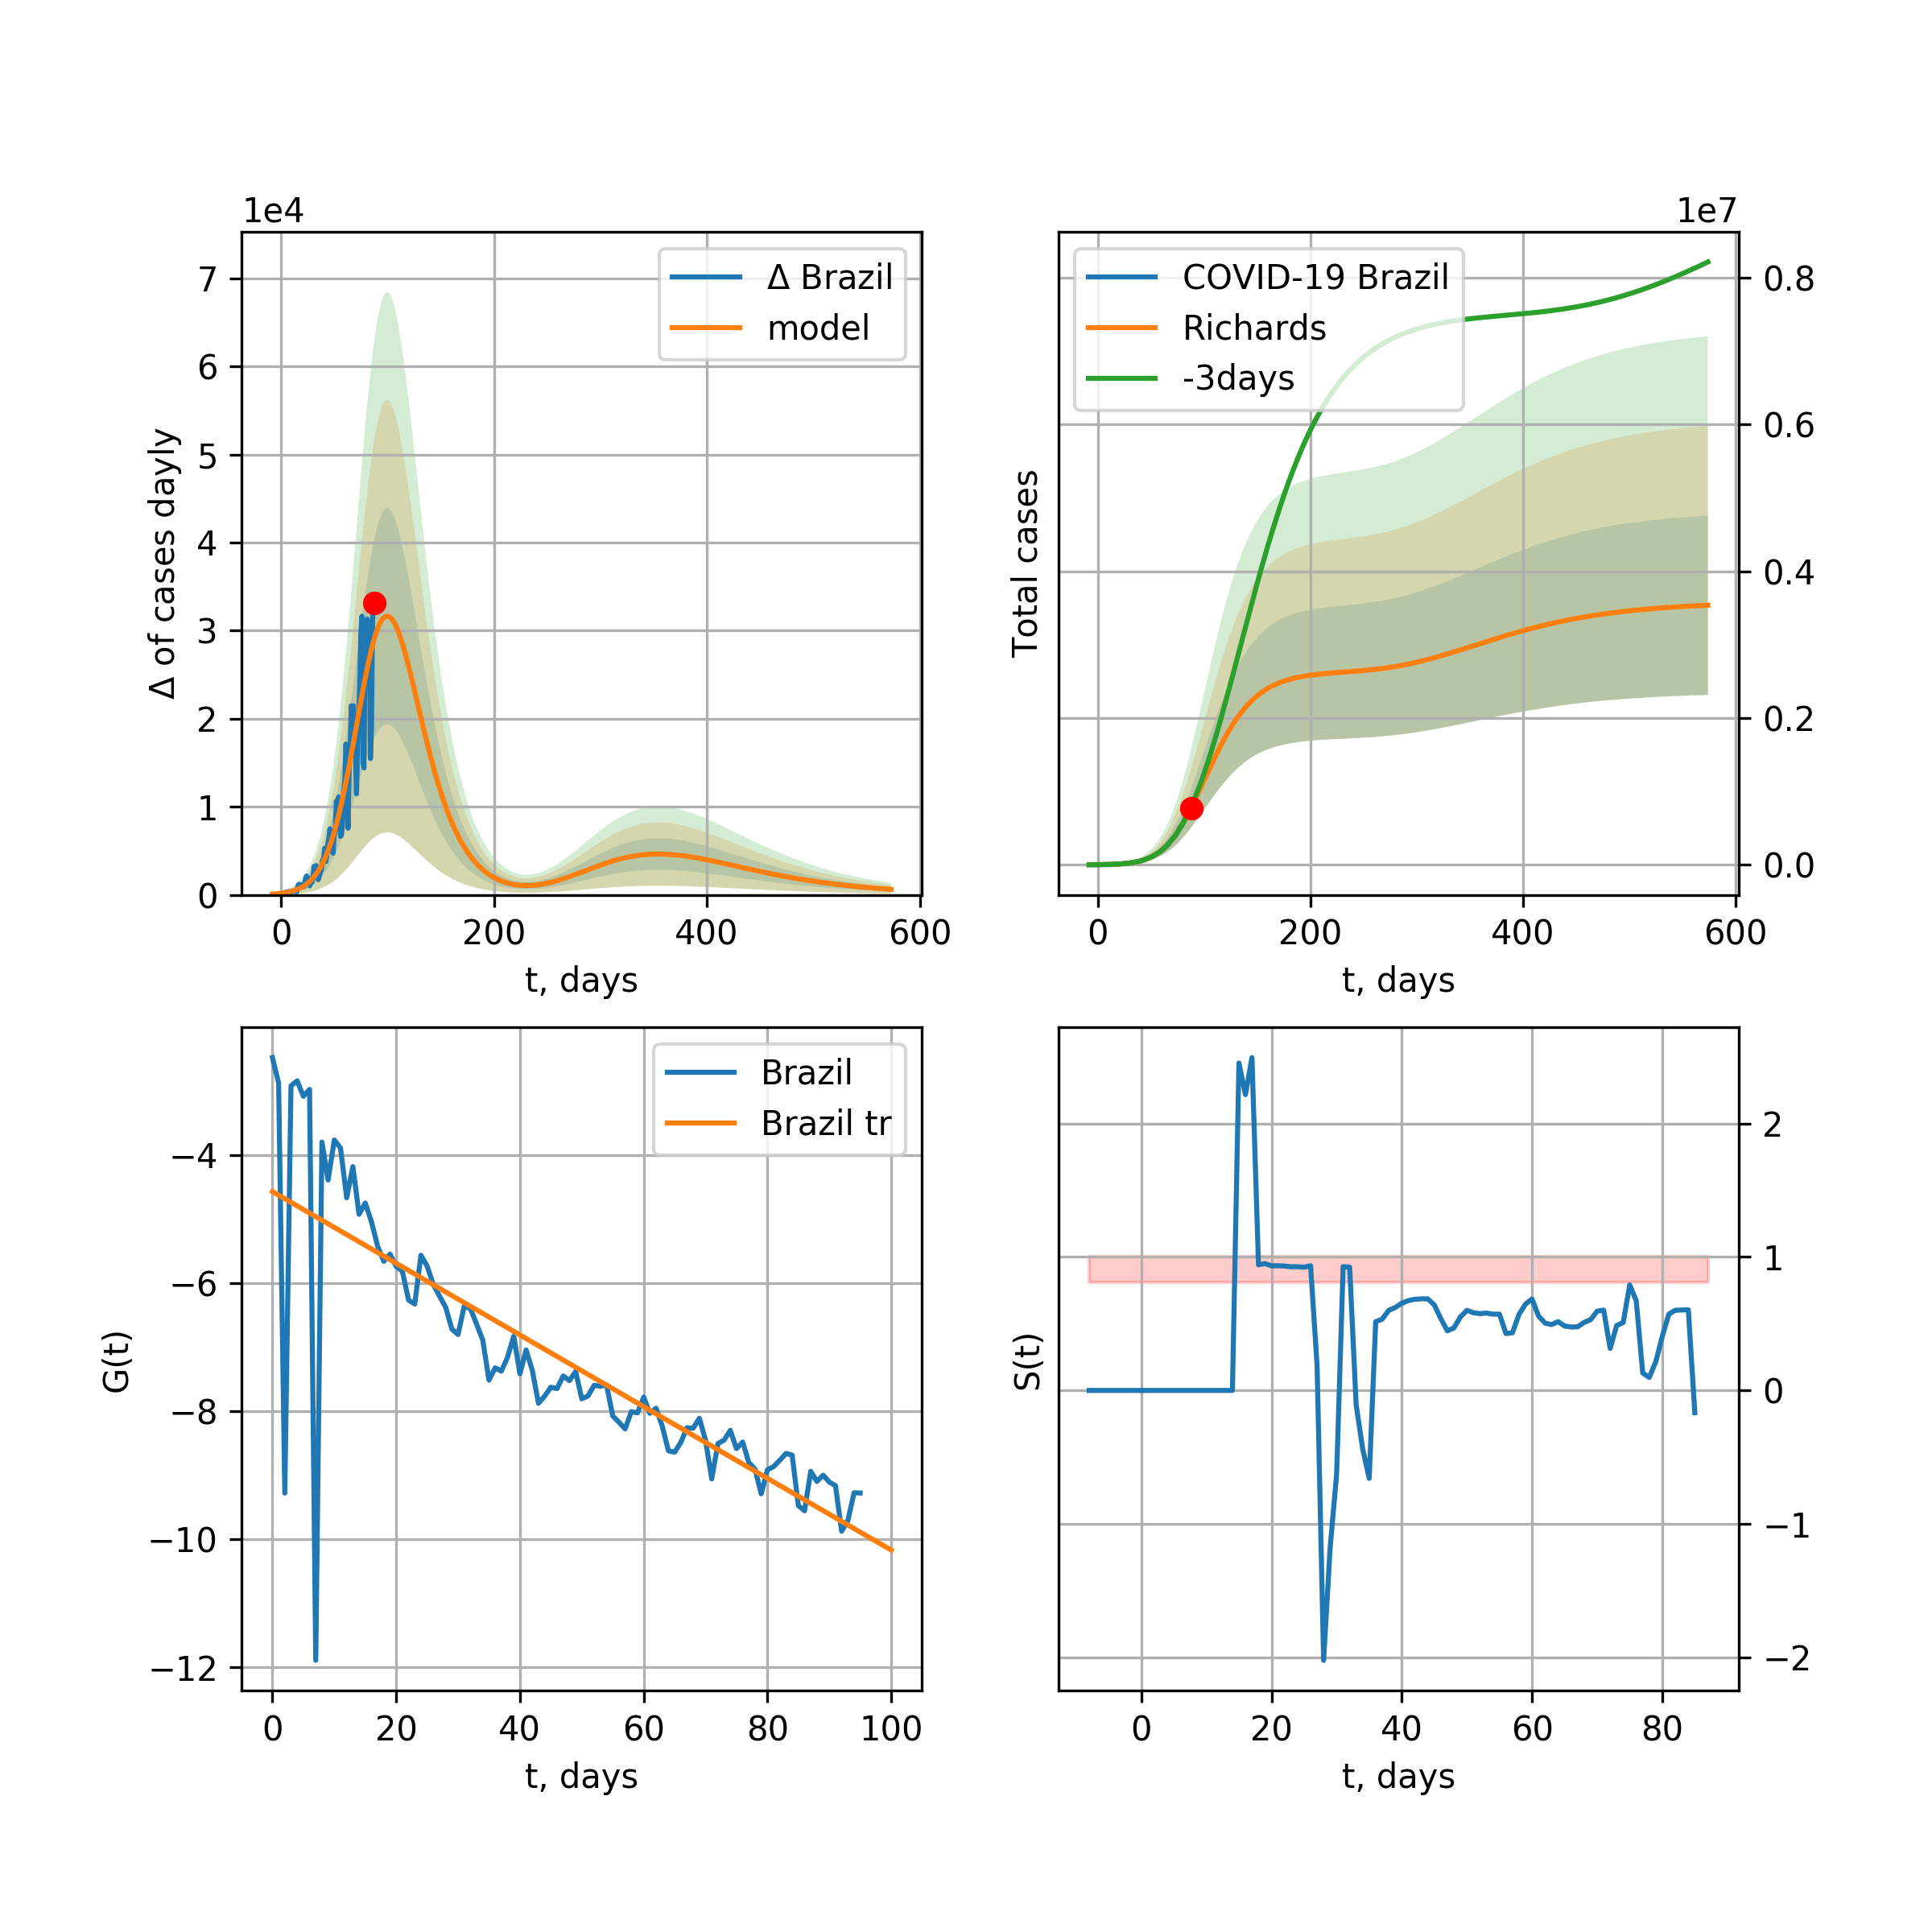 1e4
7
6
5
4
3
2
1
0
Δ of cases dayly
Δ Brazil
model
0 200 400 600
t, days
1e7
COVID-19 Brazil
Richards
-3days
Total cases
0.8
0.6
0.4
0.2
0.0
0 200 400 600
t, days
Brazil
Brazil tr
G(t)
−4
−6
−8
−10
−12
0 20 40 60 80 100
t, days
S(t)
2
1
0
−1
−2
0 20 40 60 80
t, days